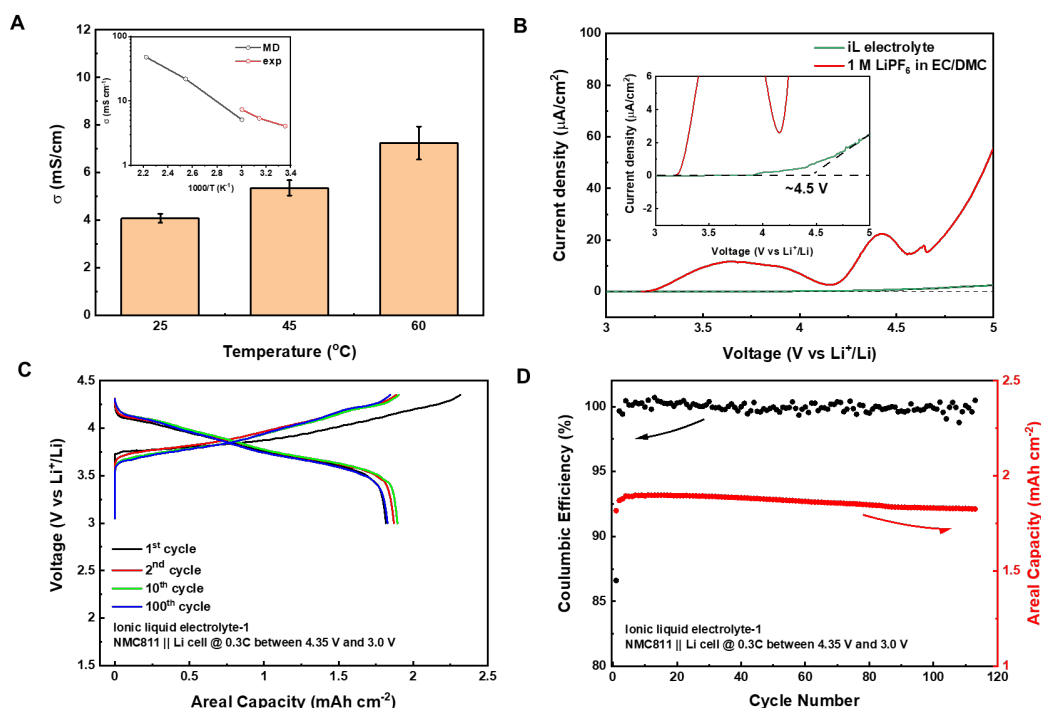 A
12
10
8
6
4
2
0
σ (mS/cm)
25
45
60
Temperature (°C)
100
10
1
σ (mS cm⁻¹)
MD
exp
2.2
2.4
2.6
2.8
3.0
3.2
3.4
1000/T (K⁻¹)
B
100
80
60
40
20
0
Current density (μA/cm²)
iL electrolyte
1 M LiPF₆ in EC/DMC
6
4
2
0
-2
Current density (μA/cm²)
~4.5 V
3
3.5
4
4.5
5
Voltage (V vs Li⁺/Li)
3
3.5
4
4.5
5
Voltage (V vs Li⁺/Li)
C
4.5
4
3.5
3.0
2.5
2
1.5
Voltage (V vs Li⁺/Li)
1ˢᵗ cycle
2ⁿᵈ cycle
10ᵗʰ cycle
100ᵗʰ cycle
Ionic liquid electrolyte-1
NMC811 || Li cell @ 0.3C between 4.35 V and 3.0 V
0
0.5
1
1.5
2
2.5
Areal Capacity (mAh cm⁻²)
D
100
95
90
85
80
Coulumbic Efficiency (%)
2.5
2
1.5
1
Areal Capacity (mAh cm⁻²)
Ionic liquid electrolyte-1
NMC811 || Li cell @ 0.3C between 4.35 V and 3.0 V
0
20
40
60
80
100
120
Cycle Number